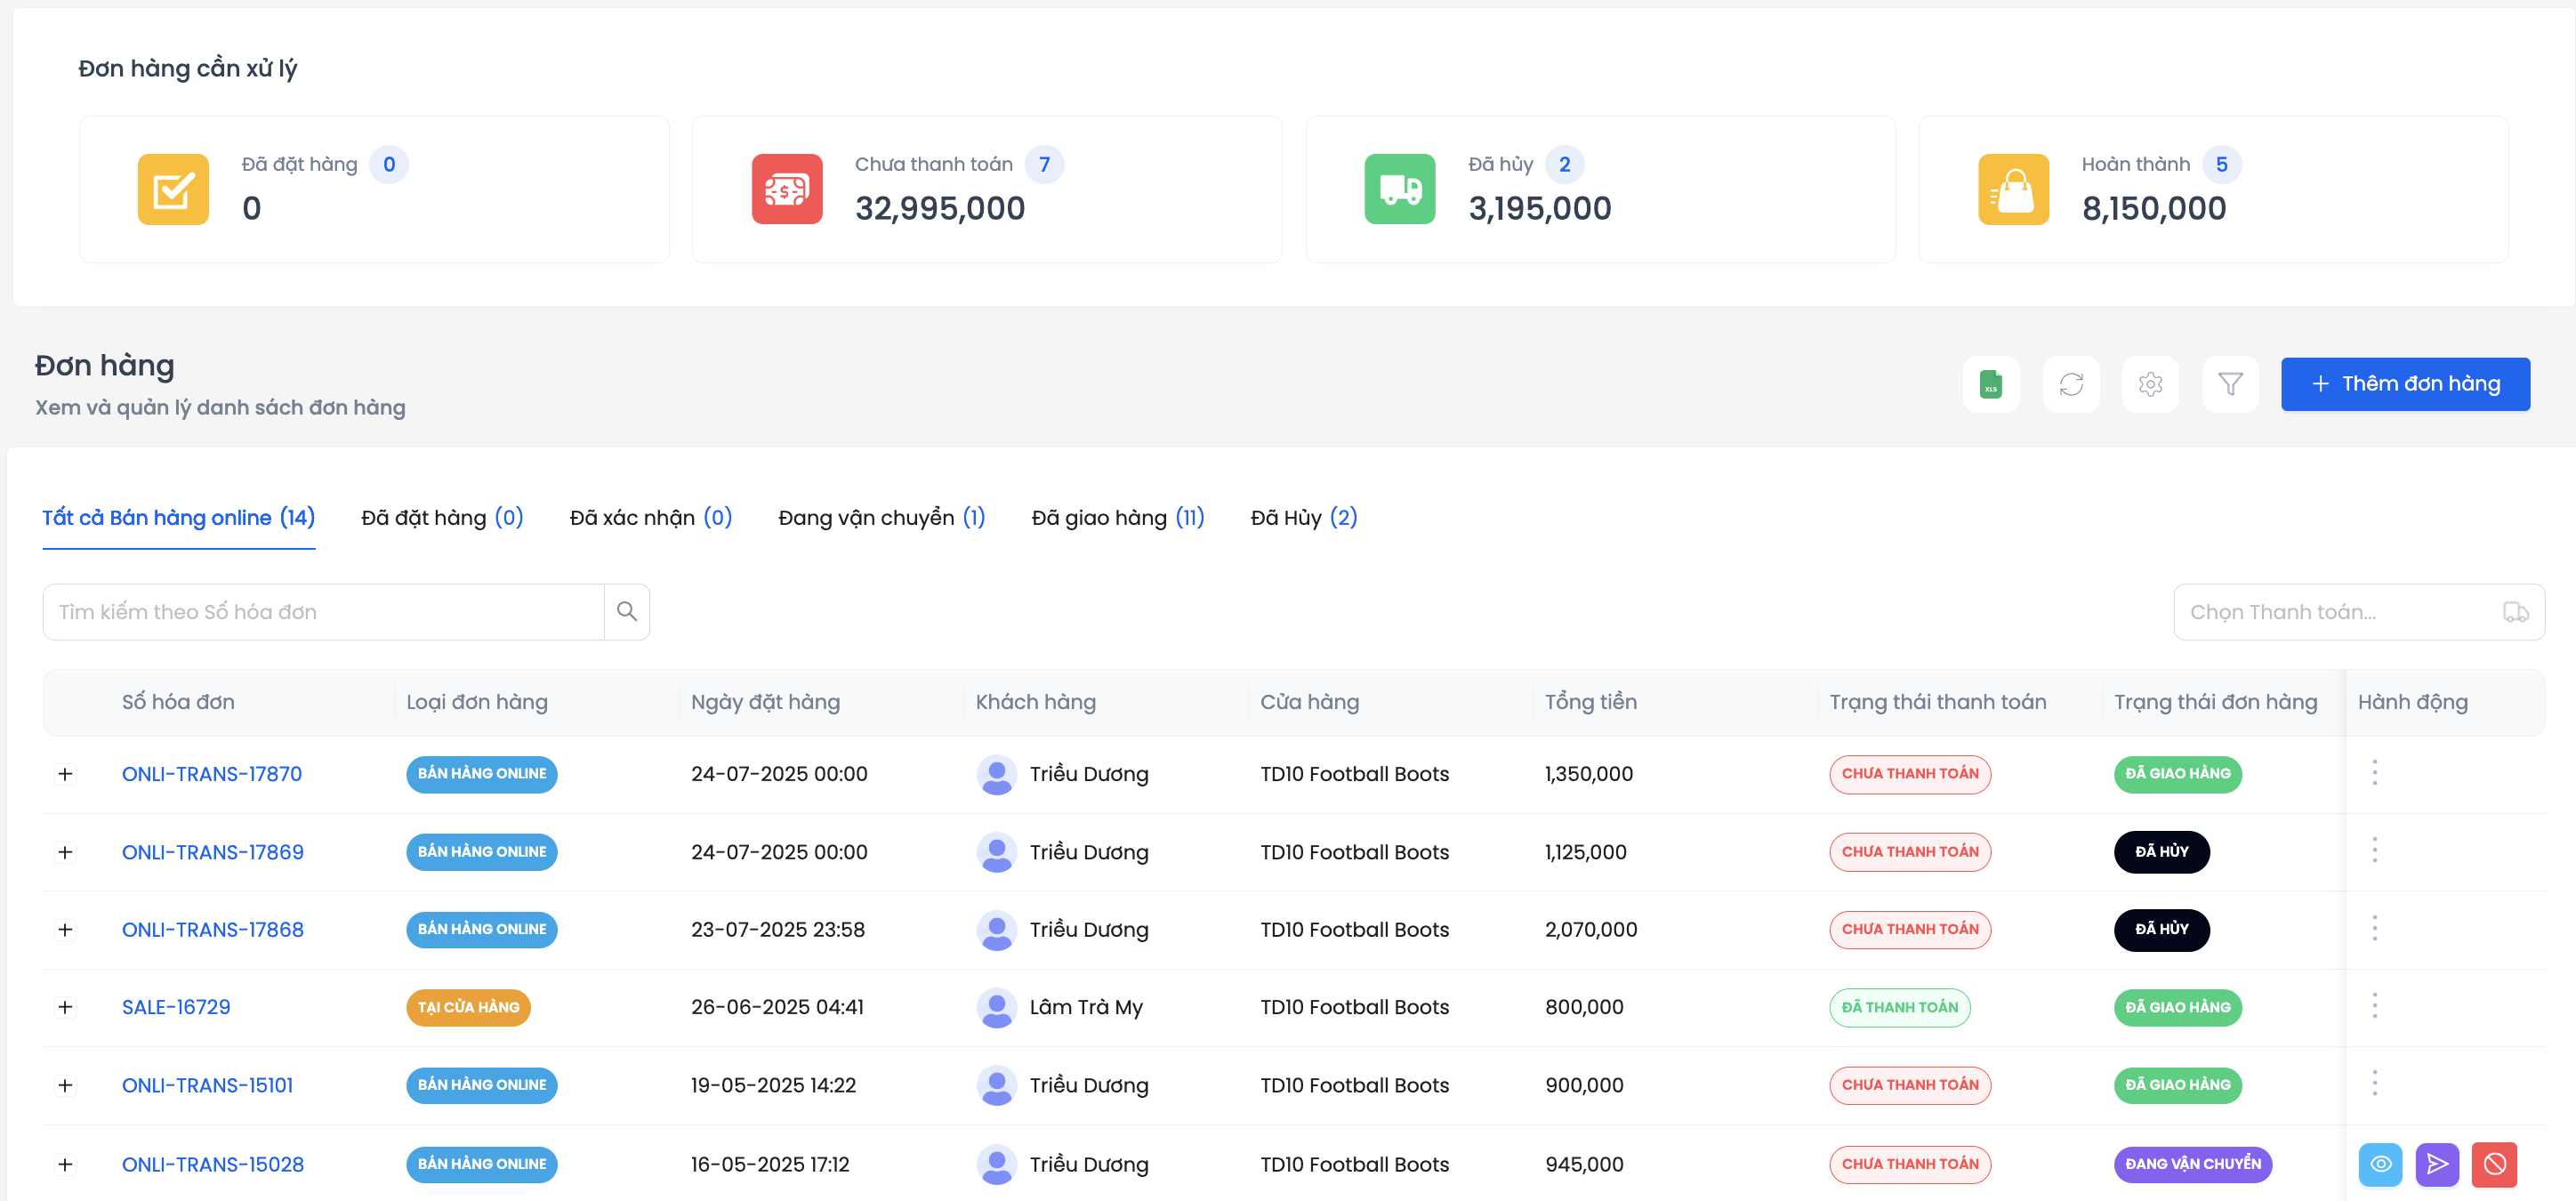 Đơn hàng cần xử lý
Đã đặt hàng 0
0
Chưa thanh toán 7
32,995,000
Đã hủy 2
3,195,000
Hoàn thành 5
8,150,000
Đơn hàng
Xem và quản lý danh sách đơn hàng
XLS
Thêm đơn hàng
Tất cả Bán hàng online (14) Đã đặt hàng (0) Đã xác nhận (0) Đang vận chuyển (1) Đã giao hàng (11) Đã Hủy (2)
Tìm kiếm theo Số hóa đơn
Chọn Thanh toán...
Số hóa đơn Loại đơn hàng Ngày đặt hàng Khách hàng Cửa hàng Tổng tiền Trạng thái thanh toán Trạng thái đơn hàng Hành động
ONLI-TRANS-17870 BÁN HÀNG ONLINE 24-07-2025 00:00 Triều Dương TD10 Football Boots 1,350,000 CHƯA THANH TOÁN ĐÃ GIAO HÀNG
ONLI-TRANS-17869 BÁN HÀNG ONLINE 24-07-2025 00:00 Triều Dương TD10 Football Boots 1,125,000 CHƯA THANH TOÁN ĐÃ HỦY
ONLI-TRANS-17868 BÁN HÀNG ONLINE 23-07-2025 23:58 Triều Dương TD10 Football Boots 2,070,000 CHƯA THANH TOÁN ĐÃ HỦY
SALE-16729 TẠI CỬA HÀNG 26-06-2025 04:41 Lâm Trà My TD10 Football Boots 800,000 ĐÃ THANH TOÁN ĐÃ GIAO HÀNG
ONLI-TRANS-15101 BÁN HÀNG ONLINE 19-05-2025 14:22 Triều Dương TD10 Football Boots 900,000 CHƯA THANH TOÁN ĐÃ GIAO HÀNG
ONLI-TRANS-15028 BÁN HÀNG ONLINE 16-05-2025 17:12 Triều Dương TD10 Football Boots 945,000 CHƯA THANH TOÁN ĐANG VẬN CHUYỂN